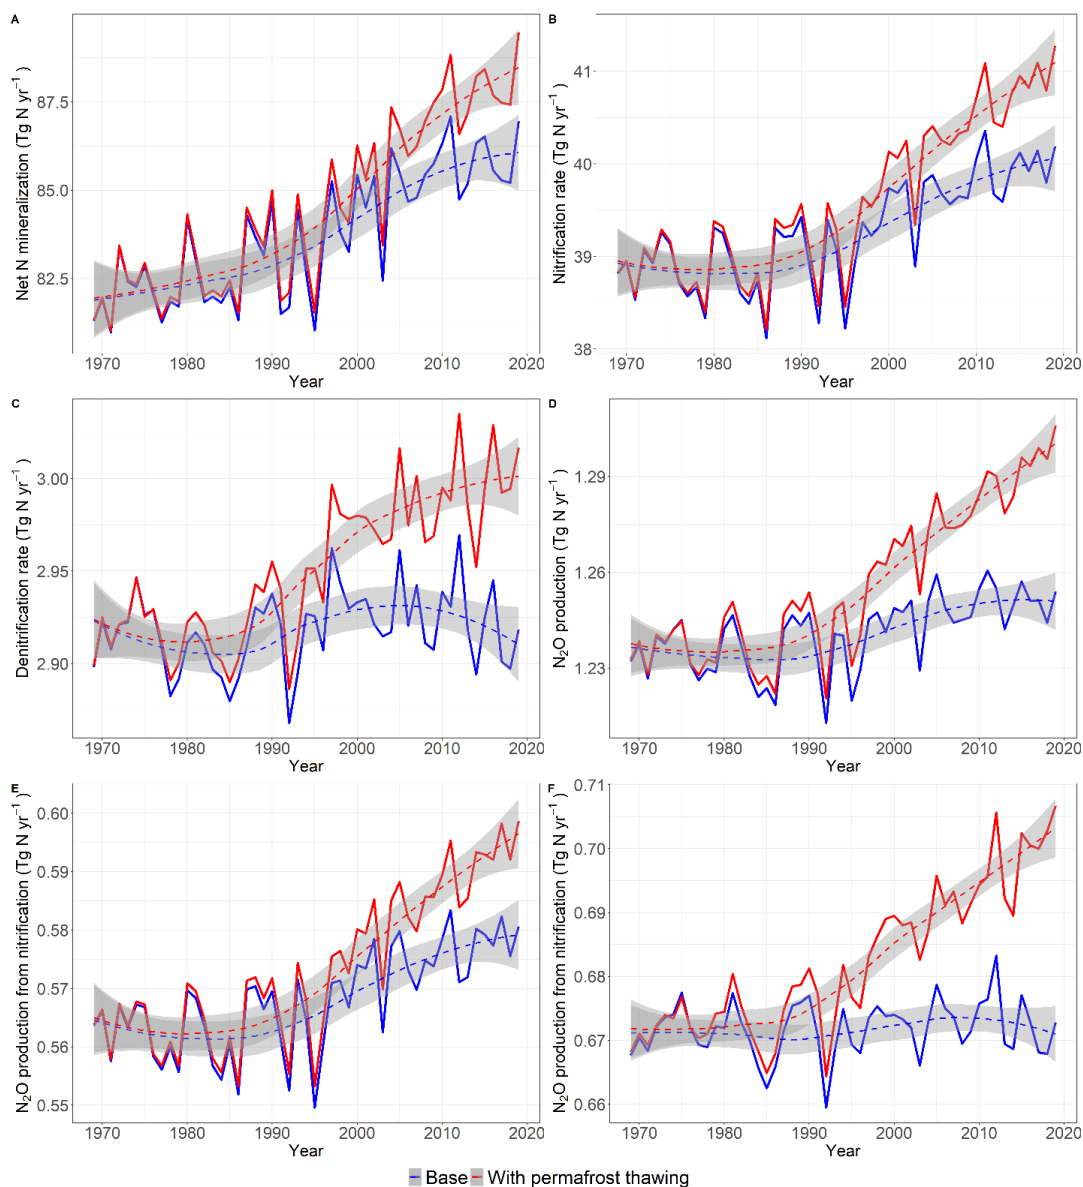 A
Net N mineralization (Tg N yr⁻¹ )
87.5
85.0
82.5
1970 1980 1990 2000 2010 2020
Year
B
Nitrification rate (Tg N yr⁻¹ )
41
40
39
38
1970 1980 1990 2000 2010 2020
Year
C
Denitrification rate (Tg N yr⁻¹ )
3.00
2.95
2.90
1970 1980 1990 2000 2010 2020
Year
D
N₂O production (Tg N yr⁻¹ )
1.29
1.26
1.23
1970 1980 1990 2000 2010 2020
Year
E
N₂O production from nitrification (Tg N yr⁻¹ )
0.60
0.59
0.58
0.57
0.56
0.55
1970 1980 1990 2000 2010 2020
Year
F
N₂O production from nitrification (Tg N yr⁻¹ )
0.71
0.70
0.69
0.68
0.67
0.66
1970 1980 1990 2000 2010 2020
Year
Base With permafrost thawing